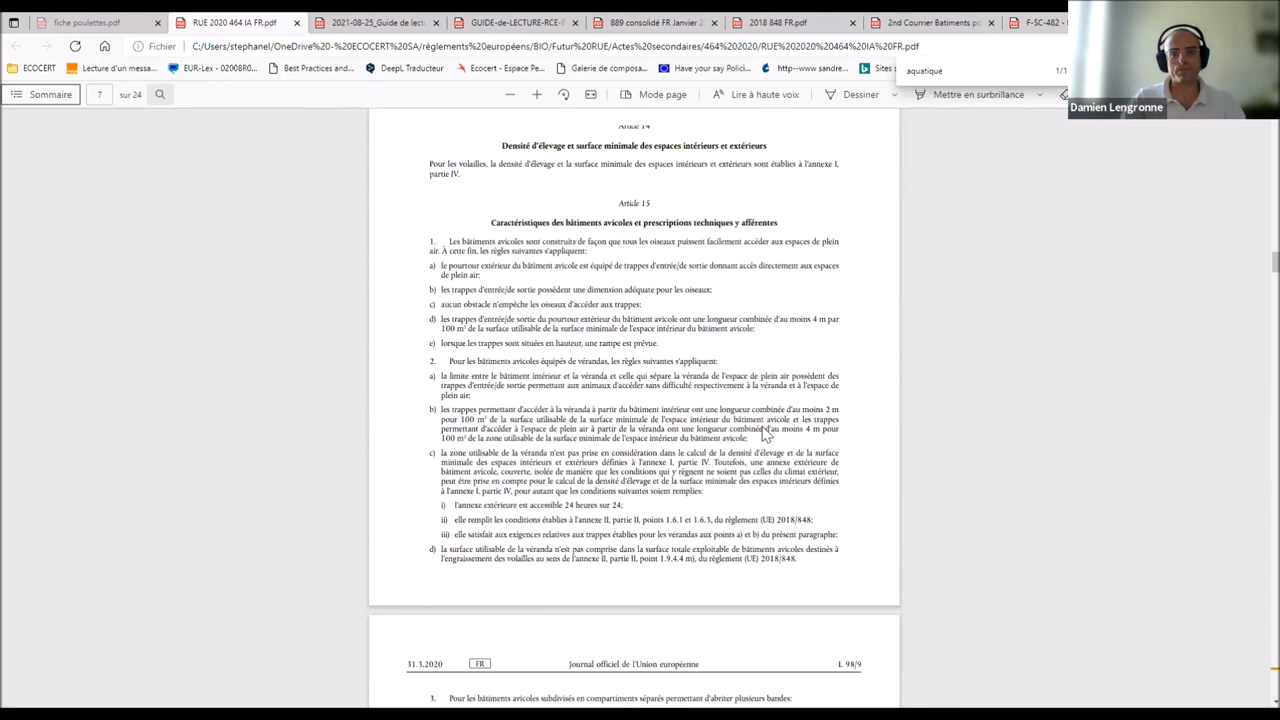 fiche poulettes.pdf
RUE 2020 464 IA FR.pdf
2021-08-25_Guide de lect
GUIDE-de-LECTURE-RCE-
889 consolidé FR Janvier 2
2018 848 FR.pdf
2nd Courrier Batiments po
F-SC-482 - I
Fichier
C:/Users/stephanel/OneDrive%20-%20ECOCERT SA/règlements%20européens/BIO/Futur%20RUE/Actes%20secondaires/464%202020/RUE%202020%20464%20IA%20FR.pdf
ECOCERT
Lecture d'un messa...
EUR-Lex - 02008R0...
Best Practices and...
DeepL Traducteur
Ecocert - Espace Pe...
Galerie de composa...
Have your say Polici...
http--www sandre...
Sites s
aquatique
1/1
Sommaire
7
sur 24
Mode page
Lire à haute voix
Dessiner
Mettre en surbrillance
Damien Lengronne
Article 14
Densité d'élevage et surface minimale des espaces intérieurs et extérieurs
Pour les volailles, la densité d'élevage et la surface minimale des espaces intérieurs et extérieurs sont établies à l'annexe I,
partie IV.
Article 15
Caractéristiques des bâtiments avicoles et prescriptions techniques y afférentes
1. Les bâtiments avicoles sont construits de façon que tous les oiseaux puissent facilement accéder aux espaces de plein
air. À cette fin, les règles suivantes s'appliquent:
a) le pourtour extérieur du bâtiment avicole est équipé de trappes d'entrée/de sortie donnant accès directement aux espaces
de plein air;
b) les trappes d'entrée/de sortie possèdent une dimension adéquate pour les oiseaux;
c) aucun obstacle n'empêche les oiseaux d'accéder aux trappes;
d) les trappes d'entrée/de sortie du pourtour extérieur du bâtiment avicole ont une longueur combinée d'au moins 4 m par
100 m² de la surface utilisable de la surface minimale de l'espace intérieur du bâtiment avicole;
e) lorsque les trappes sont situées en hauteur, une rampe est prévue.
2. Pour les bâtiments avicoles équipés de vérandas, les règles suivantes s'appliquent:
a) la limite entre le bâtiment intérieur et la véranda et celle qui sépare la véranda de l'espace de plein air possèdent des
trappes d'entrée/de sortie permettant aux animaux d'accéder sans difficulté respectivement à la véranda et à l'espace de
plein air;
b) les trappes permettant d'accéder à la véranda à partir du bâtiment intérieur ont une longueur combinée d'au moins 2 m
pour 100 m² de la surface utilisable de la surface minimale de l'espace intérieur du bâtiment avicole et les trappes
permettant d'accéder à l'espace de plein air à partir de la véranda ont une longueur combinée d'au moins 4 m pour
100 m² de la zone utilisable de la surface minimale de l'espace intérieur du bâtiment avicole;
c) la zone utilisable de la véranda n'est pas prise en considération dans le calcul de la densité d'élevage et de la surface
minimale des espaces intérieurs et extérieurs définies à l'annexe I, partie IV. Toutefois, une annexe extérieure de
bâtiment avicole, couverte, isolée de manière que les conditions qui y règnent ne soient pas celles du climat extérieur,
peut être prise en compte pour le calcul de la densité d'élevage et de la surface minimale des espaces intérieurs définies
à l'annexe I, partie IV, pour autant que les conditions suivantes soient remplies:
i) l'annexe extérieure est accessible 24 heures sur 24;
ii) elle remplit les conditions établies à l'annexe II, partie II, points 1.6.1 et 1.6.3, du règlement (UE) 2018/848;
iii) elle satisfait aux exigences relatives aux trappes établies pour les vérandas aux points a) et b) du présent paragraphe;
d) la surface utilisable de la véranda n'est pas comprise dans la surface totale exploitable de bâtiments avicoles destinés à
l'engraissement des volailles au sens de l'annexe II, partie II, point 1.9.4.4 m), du règlement (UE) 2018/848.
31.3.2020
FR
Journal officiel de l'Union européenne
L 98/9
3. Pour les bâtiments avicoles subdivisés en compartiments séparés permettant d'abriter plusieurs bandes: